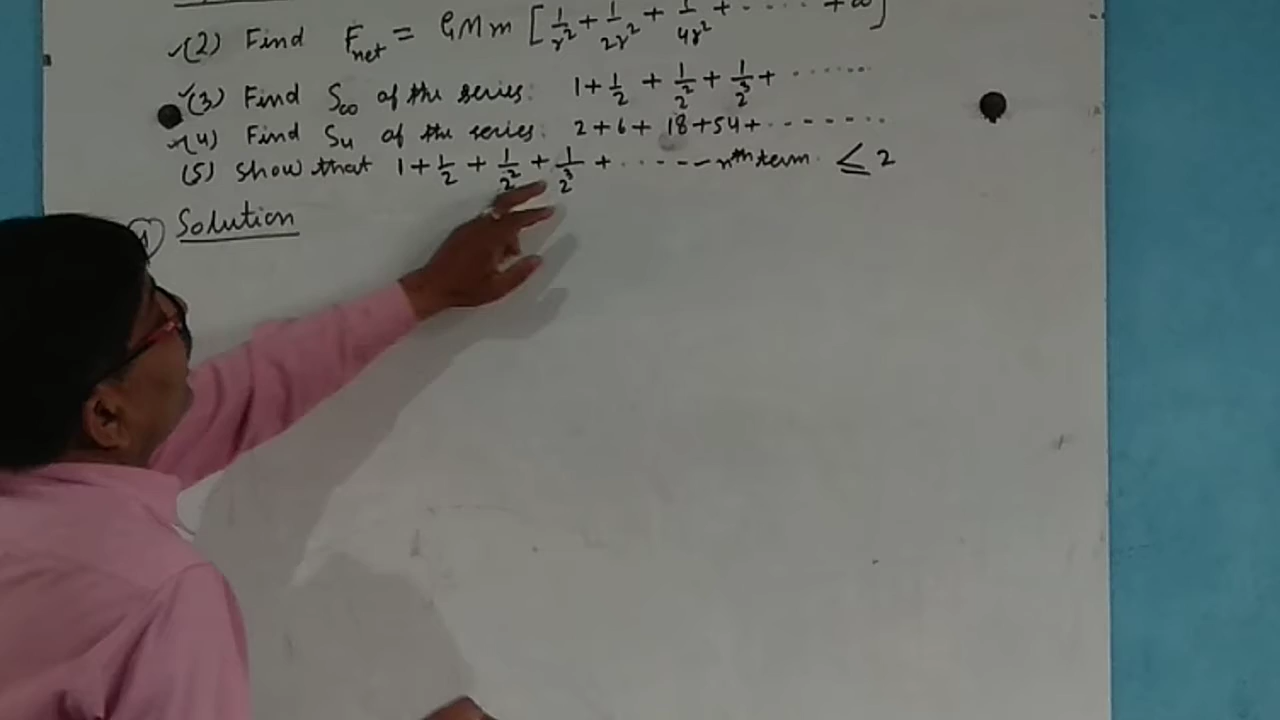 (2) Find F_net = GMm [ 1/r² + 1/2r² + 1/4r² + ..... + ∞ ]
(3) Find S∞ of the series: 1 + 1/2 + 1/2² + 1/2³ + .......
(4) Find S₄ of the series: 2 + 6 + 18 + 54 + - - - - - - -
(5) Show that 1 + 1/2 + 1/2² + 1/2³ + ..... - - nth term. ≤ 2
Solution